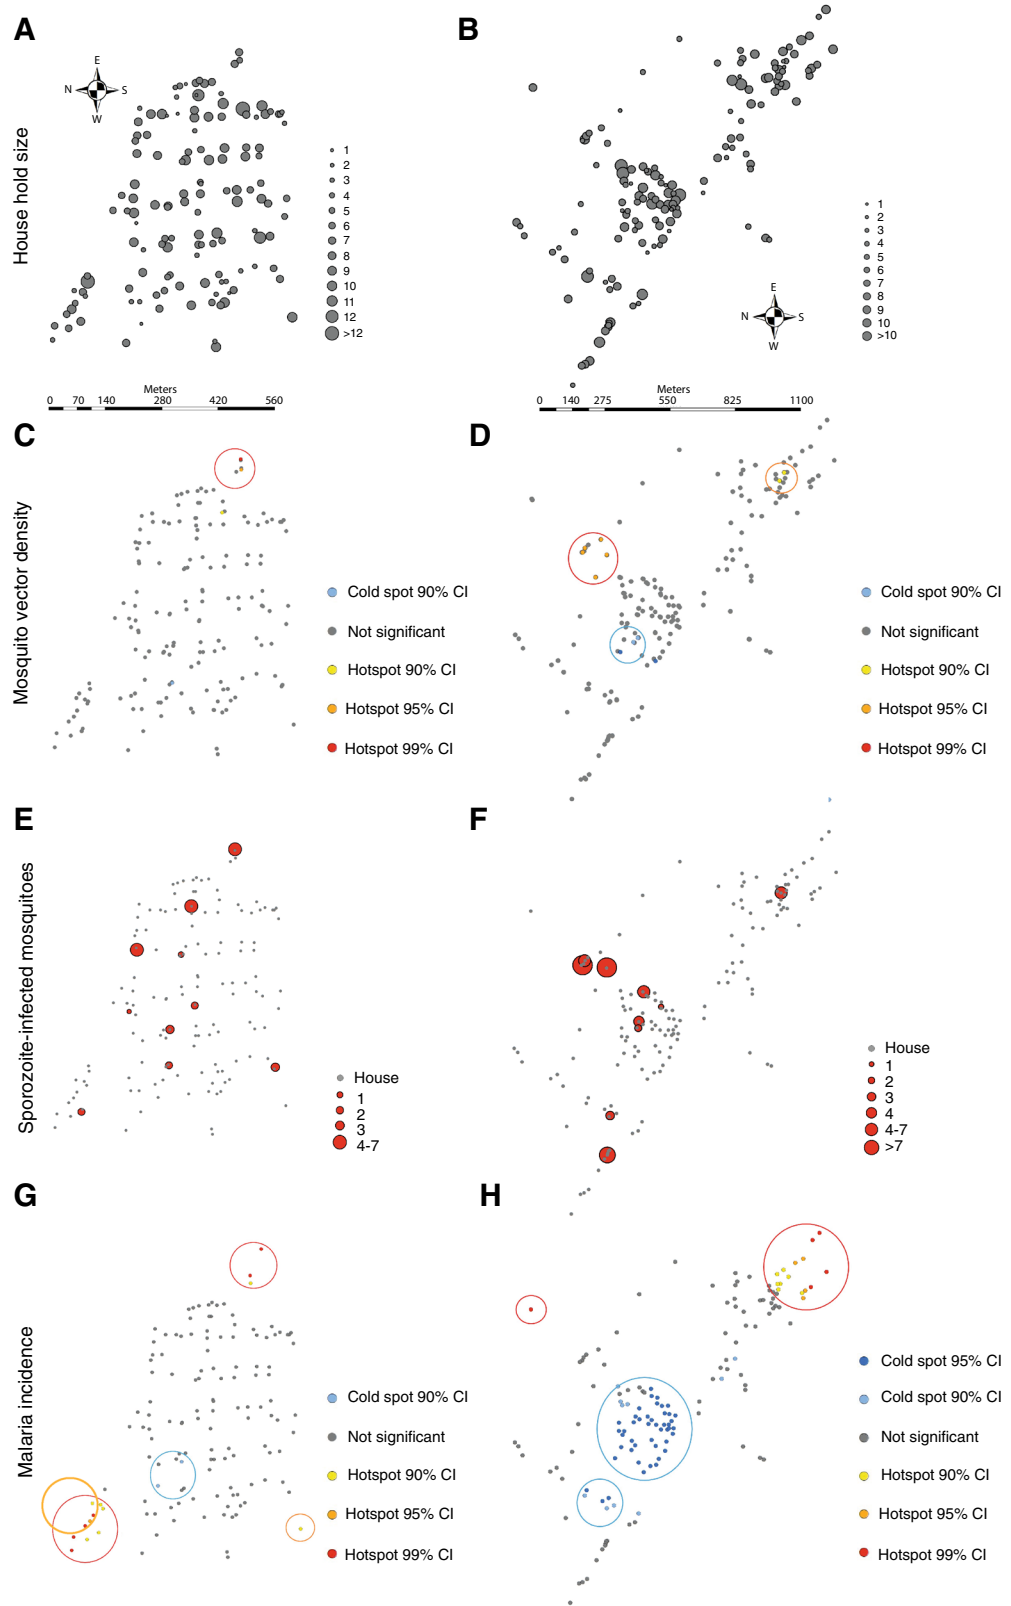 A
B
House hold size
E
N S
W
1
2
3
4
5
6
7
8
9
10
11
12
>12
1
2
3
4
5
6
7
8
9
10
>10
E
N S
W
Meters
0 70 140 280 420 560
Meters
0 140 275 550 825 1100
C
D
Mosquito vector density
Cold spot 90% CI
Not significant
Hotspot 90% CI
Hotspot 95% CI
Hotspot 99% CI
Cold spot 90% CI
Not significant
Hotspot 90% CI
Hotspot 95% CI
Hotspot 99% CI
E
F
Sporozoite-infected mosquitoes
House
1
2
3
4-7
House
1
2
3
4
4-7
>7
G
H
Malaria incidence
Cold spot 90% CI
Not significant
Hotspot 90% CI
Hotspot 95% CI
Hotspot 99% CI
Cold spot 95% CI
Cold spot 90% CI
Not significant
Hotspot 90% CI
Hotspot 95% CI
Hotspot 99% CI